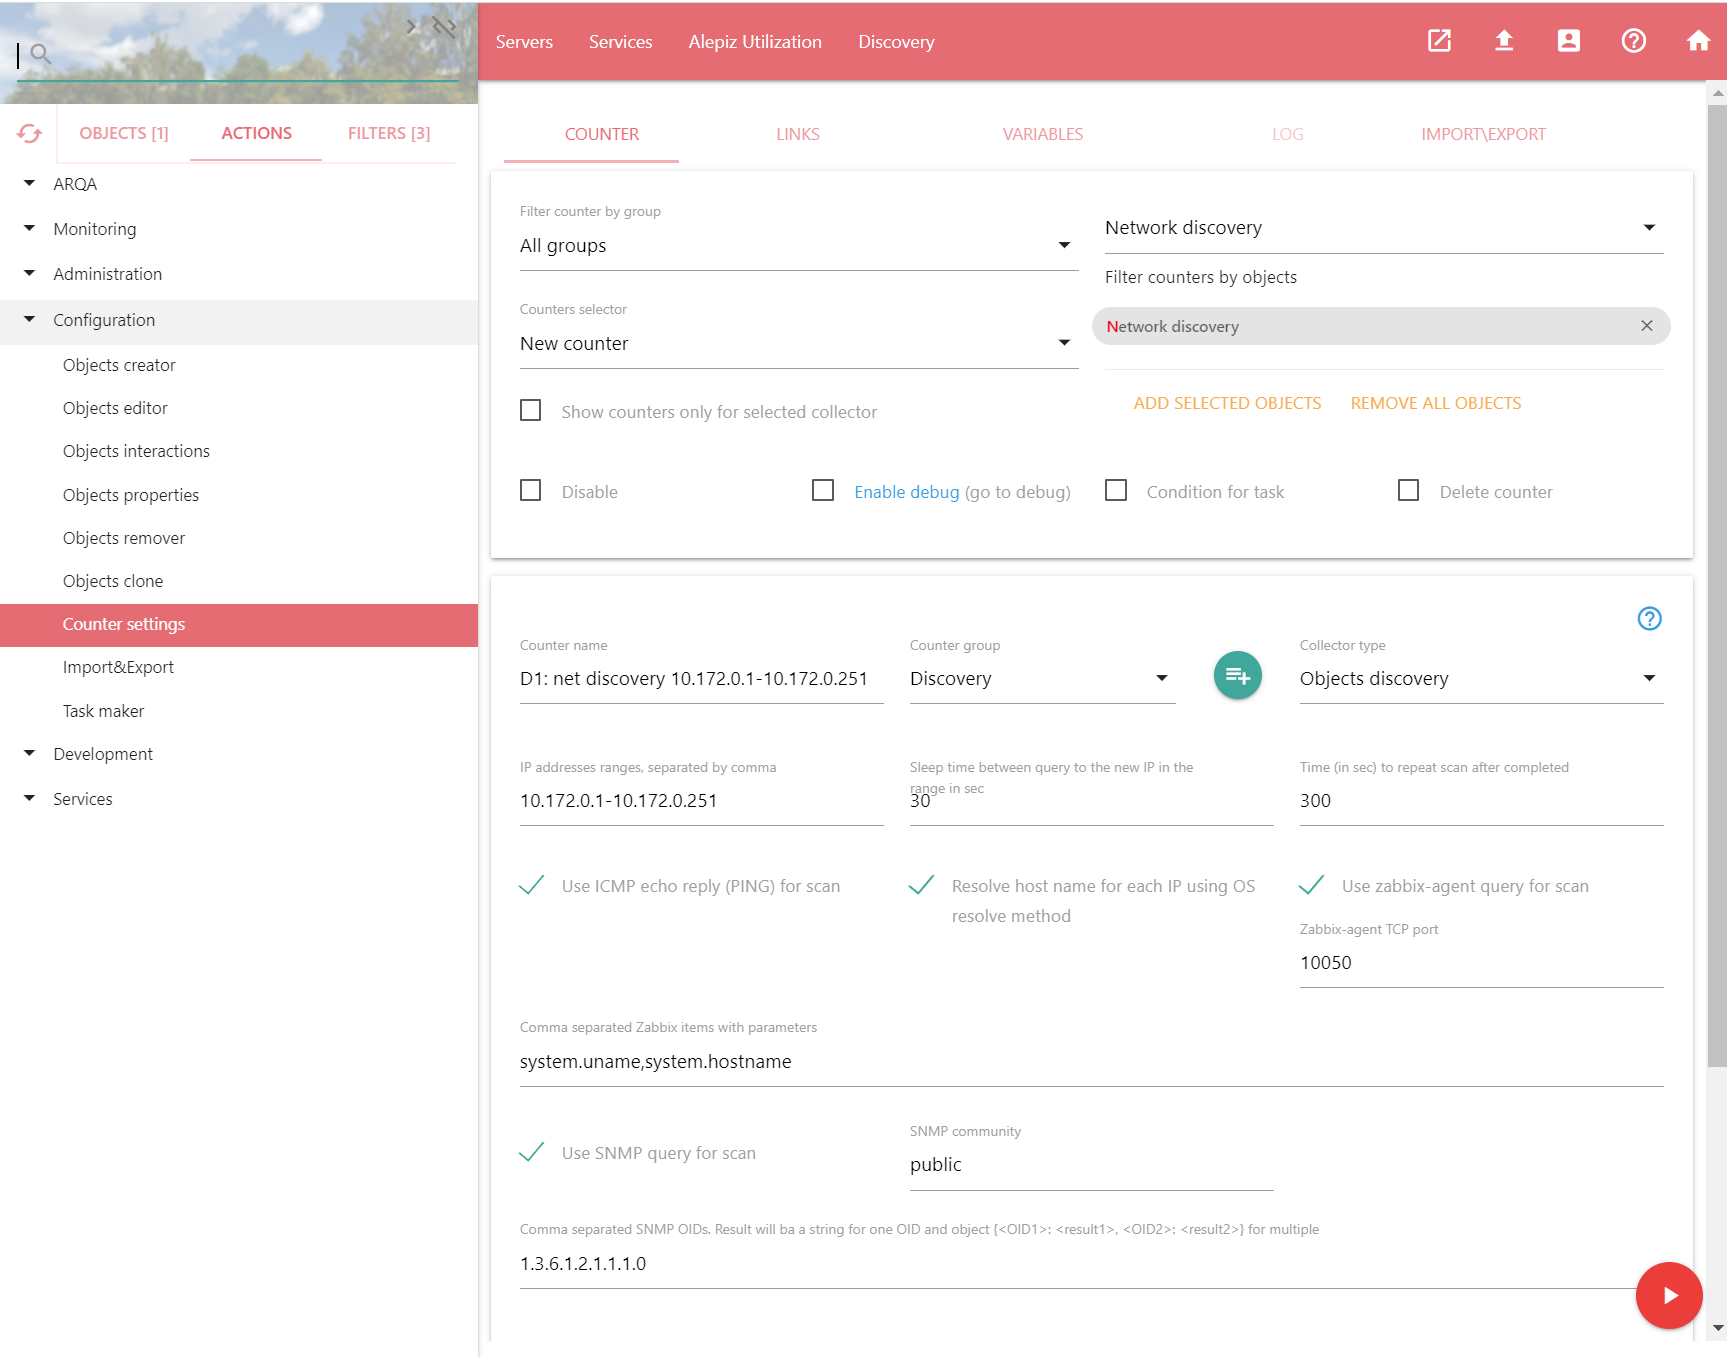 Servers Services Alepiz Utilization Discovery
OBJECTS [1] ACTIONS FILTERS [3]
ARQA
Monitoring
Administration
Configuration
Objects creator
Objects editor
Objects interactions
Objects properties
Objects remover
Objects clone
Counter settings
Import&Export
Task maker
Development
Services
COUNTER LINKS VARIABLES LOG IMPORT\EXPORT
Filter counter by group
All groups
Network discovery
Filter counters by objects
Counters selector
New counter
Network discovery
Show counters only for selected collector
ADD SELECTED OBJECTS REMOVE ALL OBJECTS
Disable Enable debug (go to debug) Condition for task Delete counter
Counter name Counter group Collector type
D1: net discovery 10.172.0.1-10.172.0.251 Discovery Objects discovery
IP addresses ranges, separated by comma
10.172.0.1-10.172.0.251
Sleep time between query to the new IP in the
range in sec
30
Time (in sec) to repeat scan after completed
300
Use ICMP echo reply (PING) for scan
Resolve host name for each IP using OS
resolve method
Use zabbix-agent query for scan
Zabbix-agent TCP port
10050
Comma separated Zabbix items with parameters
system.uname,system.hostname
Use SNMP query for scan
SNMP community
public
Comma separated SNMP OIDs. Result will ba a string for one OID and object {<OID1>: <result1>, <OID2>: <result2>} for multiple
1.3.6.1.2.1.1.1.0